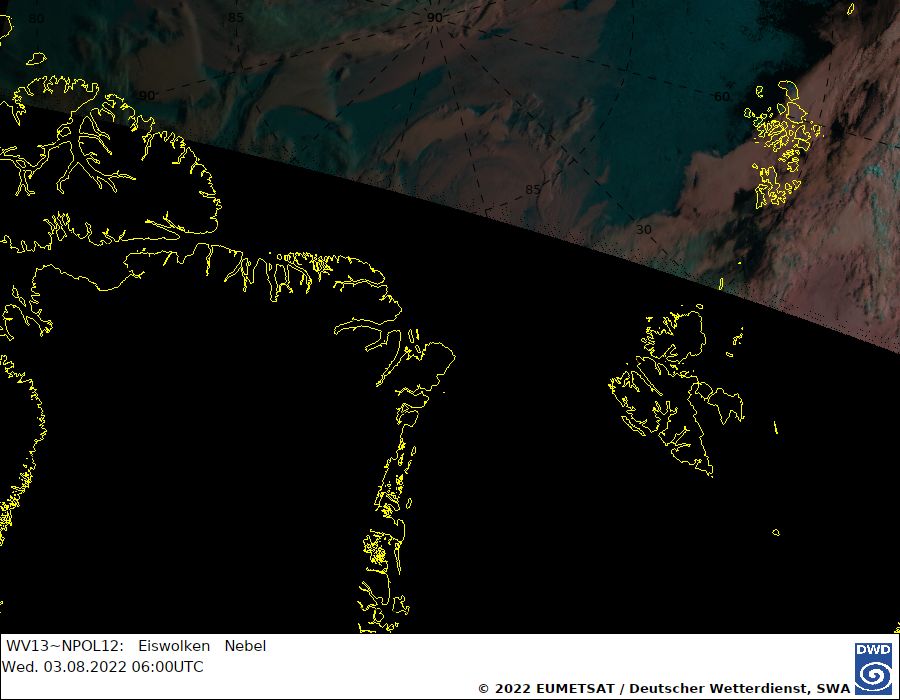 80 85 90
90 60
85
30
WV13~NPOL12: Eiswolken Nebel
Wed. 03.08.2022 06:00UTC
DWD
© 2022 EUMETSAT / Deutscher Wetterdienst, SWA